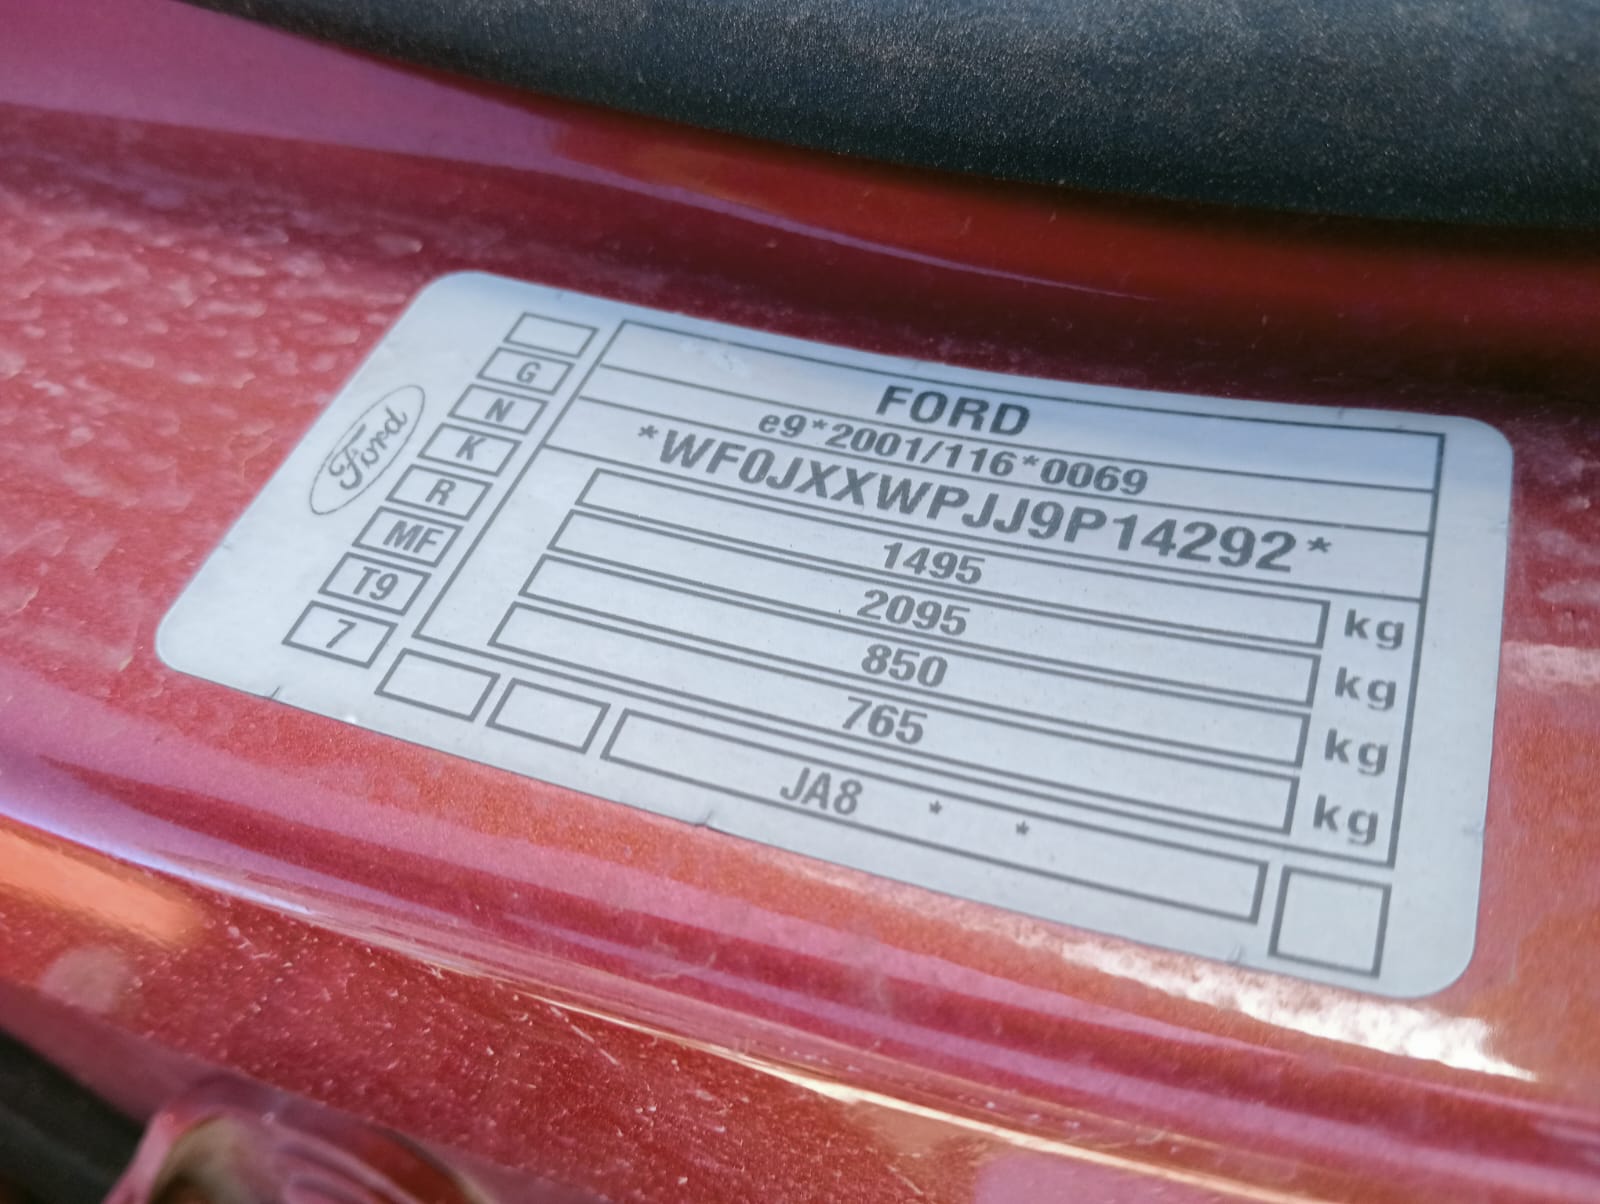 Ford
G
N
K
R
MF
T9
7
FORD
e9*2001/116*0069
*WF0JXXWPJJ9P14292*
1495 kg
2095 kg
850 kg
765 kg
JA8 * *